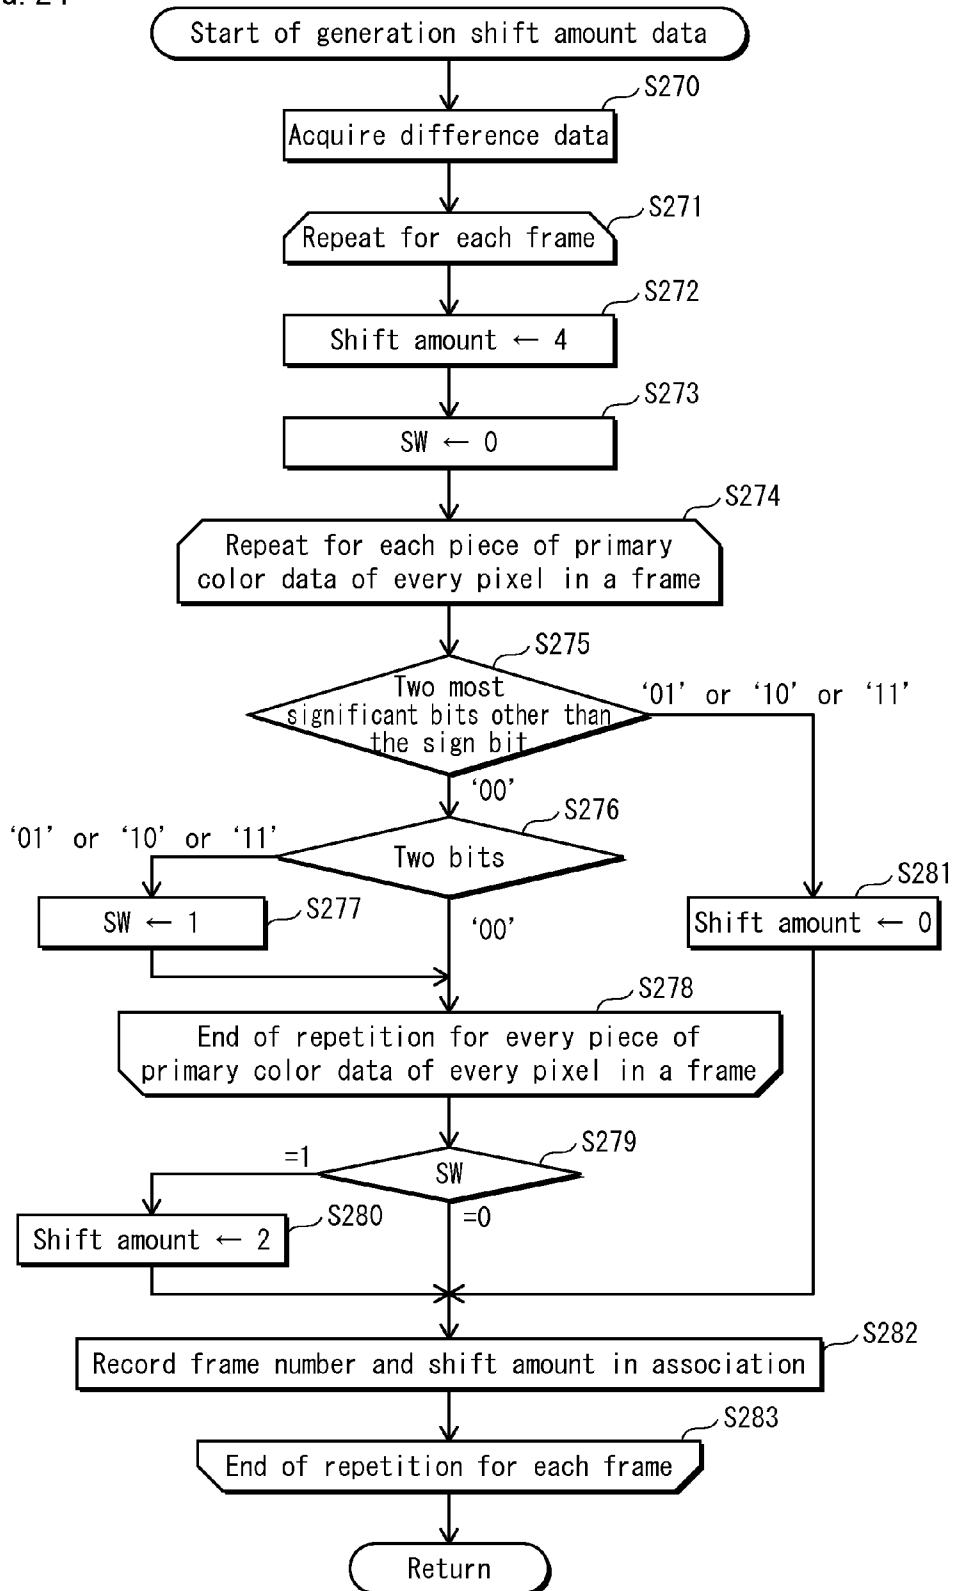 Start of generation shift amount data
S270
Acquire difference data
S271
Repeat for each frame
S272
Shift amount ← 4
S273
SW ← 0
S274
Repeat for each piece of primary
color data of every pixel in a frame
S275
Two most
significant bits other than
the sign bit
'01' or '10' or '11'
'00'
S276
'01' or '10' or '11'
Two bits
S277
SW ← 1
'00'
S281
Shift amount ← 0
S278
End of repetition for every piece of
primary color data of every pixel in a frame
S279
=1
SW
=0
S280
Shift amount ← 2
S282
Record frame number and shift amount in association
S283
End of repetition for each frame
Return